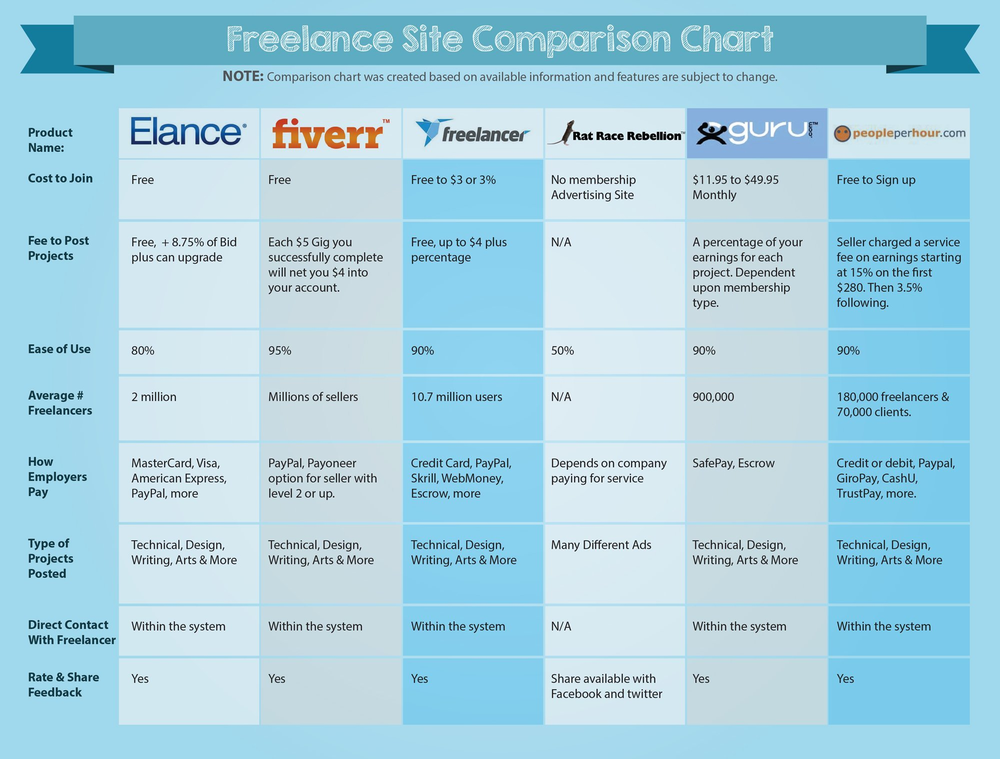 Freelance Site Comparison Chart
NOTE: Comparison chart was created based on available information and features are subject to change.
Product
Name:
Elance®
fiverr™
freelancer
Rat Race Rebellion™
guru.com™
peopleperhour.com
Cost to Join
Free
Free
Free to $3 or 3%
No membership
Advertising Site
$11.95 to $49.95
Monthly
Free to Sign up
Fee to Post
Projects
Free, + 8.75% of Bid
plus can upgrade
Each $5 Gig you
successfully complete
will net you $4 into
your account.
Free, up to $4 plus
percentage
N/A
A percentage of your
earnings for each
project. Dependent
upon membership
type.
Seller charged a service
fee on earnings starting
at 15% on the first
$280. Then 3.5%
following.
Ease of Use
80%
95%
90%
50%
90%
90%
Average #
Freelancers
2 million
Millions of sellers
10.7 million users
N/A
900,000
180,000 freelancers &
70,000 clients.
How
Employers
Pay
MasterCard, Visa,
American Express,
PayPal, more
PayPal, Payoneer
option for seller with
level 2 or up.
Credit Card, PayPal,
Skrill, WebMoney,
Escrow, more
Depends on company
paying for service
SafePay, Escrow
Credit or debit, Paypal,
GiroPay, CashU,
TrustPay, more.
Type of
Projects
Posted
Technical, Design,
Writing, Arts & More
Technical, Design,
Writing, Arts & More
Technical, Design,
Writing, Arts & More
Many Different Ads
Technical, Design,
Writing, Arts & More
Technical, Design,
Writing, Arts & More
Direct Contact
With Freelancer
Within the system
Within the system
Within the system
N/A
Within the system
Within the system
Rate & Share
Feedback
Yes
Yes
Yes
Share available with
Facebook and twitter
Yes
Yes